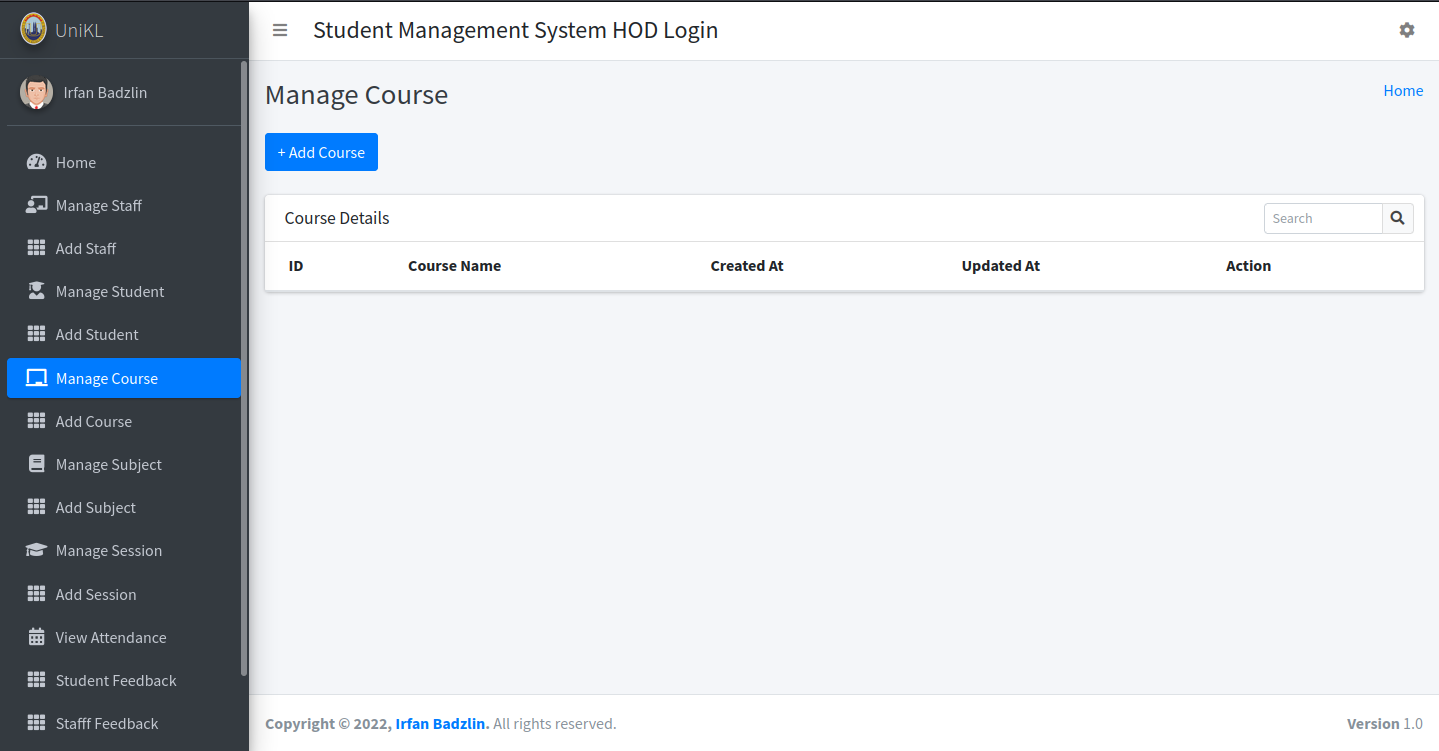 UniKL
Student Management System HOD Login
Irfan Badzlin
Home
Manage Staff
Add Staff
Manage Student
Add Student
Manage Course
Add Course
Manage Subject
Add Subject
Manage Session
Add Session
View Attendance
Student Feedback
Stafff Feedback
Manage Course
Home
+ Add Course
Course Details
Search
ID Course Name Created At Updated At Action
Copyright © 2022, Irfan Badzlin. All rights reserved.
Version 1.0